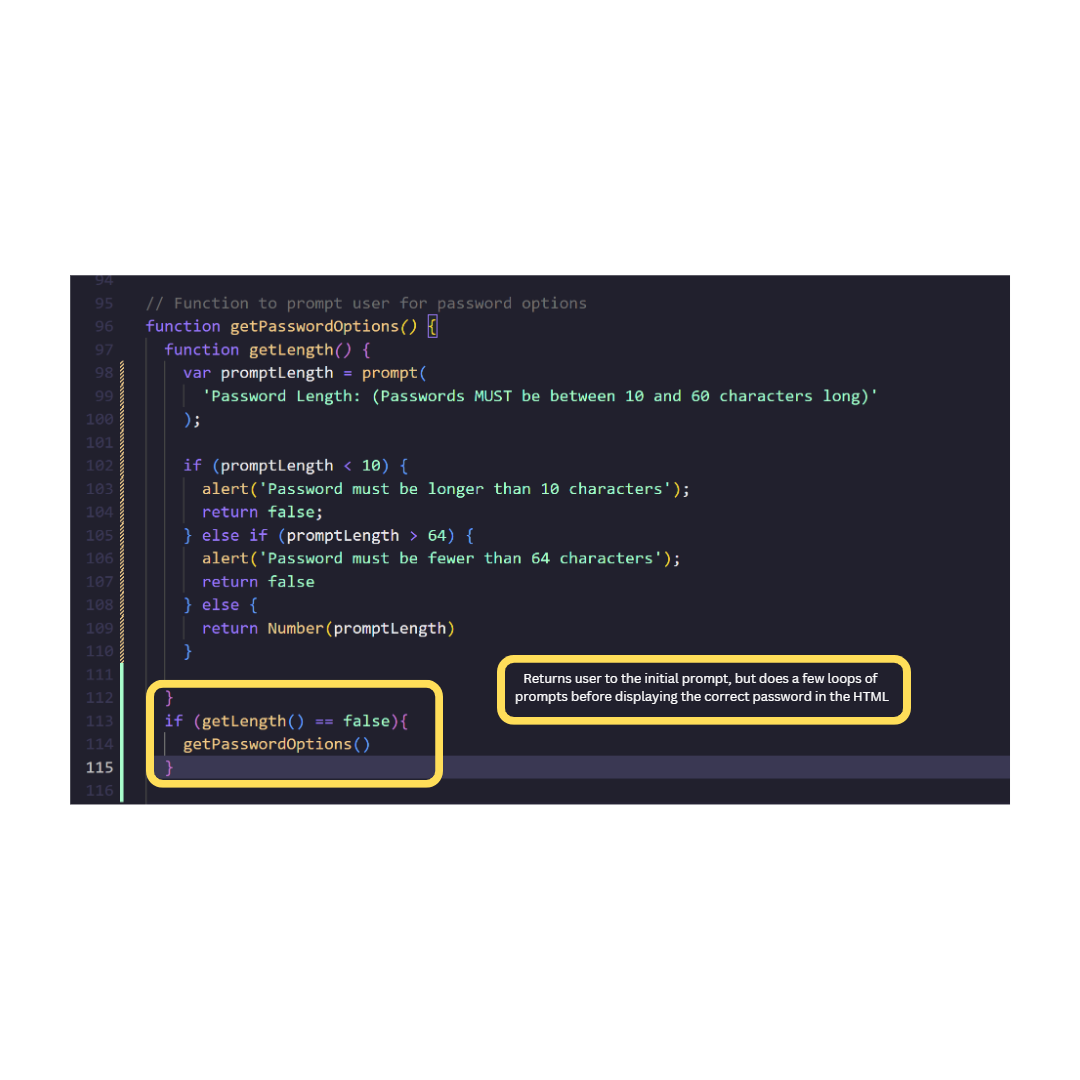 94
95 // Function to prompt user for password options
96 function getPasswordOptions() {
97 function getLength() {
98 var promptLength = prompt(
99 'Password Length: (Passwords MUST be between 10 and 60 characters long)'
100 );
101
102 if (promptLength < 10) {
103 alert('Password must be longer than 10 characters');
104 return false;
105 } else if (promptLength > 64) {
106 alert('Password must be fewer than 64 characters');
107 return false
108 } else {
109 return Number(promptLength)
110 }
111
112 }
113 if (getLength() == false){
114 getPasswordOptions()
115 }
116
Returns user to the initial prompt, but does a few loops of
prompts before displaying the correct password in the HTML